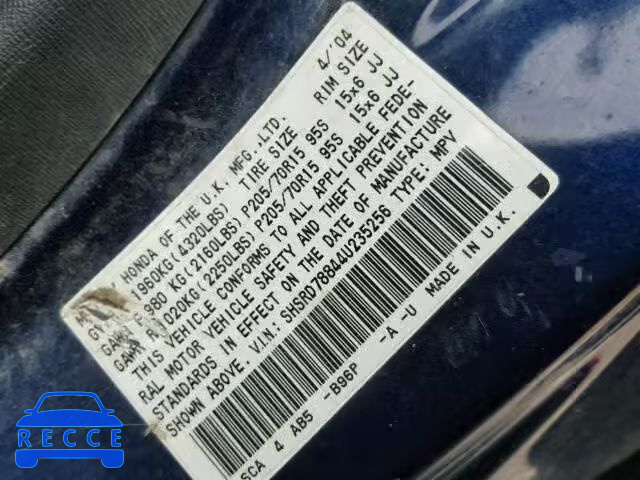 HONDA OF THE U.K. MFG.,LTD. 4/'04
1960KG(4320LBS) TIRE SIZE RIM SIZE
980 KG(2160LBS) P205/70R15 95S 15x6 JJ
1020KG(2250LBS) P205/70R15 95S 15x6 JJ
THIS VEHICLE CONFORMS TO ALL APPLICABLE FEDE-
RAL MOTOR VEHICLE SAFETY AND THEFT PREVENTION
STANDARDS IN EFFECT ON THE DATE OF MANUFACTURE
SHOWN ABOVE. V.I.N.: SHSRD78844U235256 TYPE: MPV
SCA 4 AB5 -B96P -A -U MADE IN U.K.
RECCE